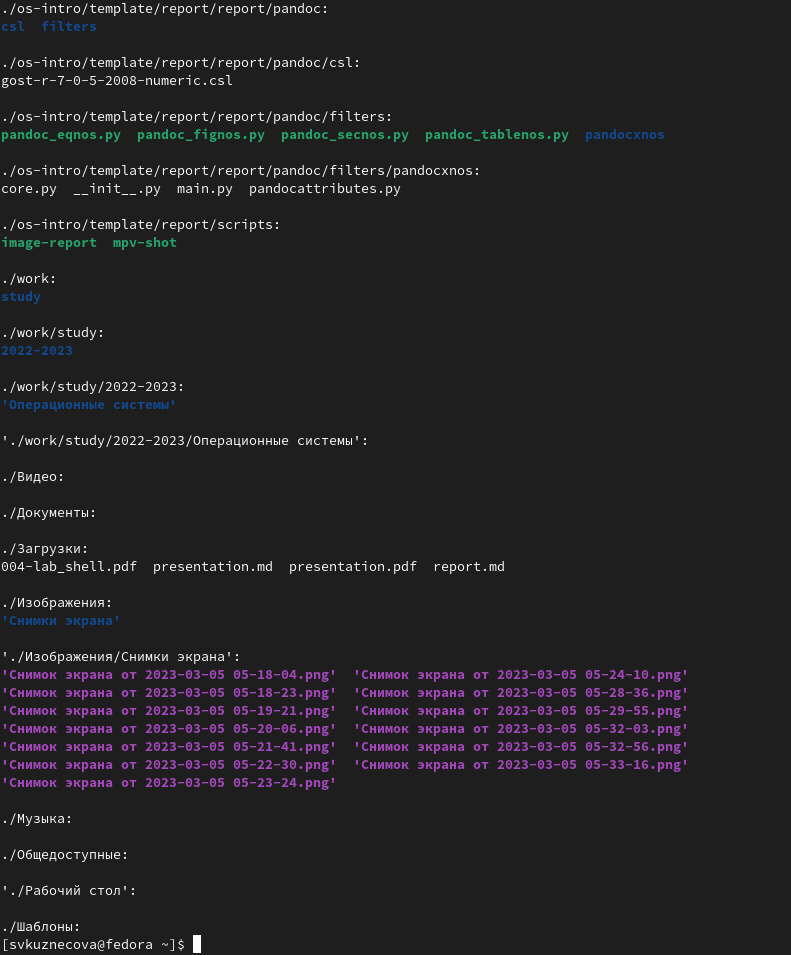 ./os-intro/template/report/report/pandoc:
csl  filters
./os-intro/template/report/report/pandoc/csl:
gost-r-7-0-5-2008-numeric.csl
./os-intro/template/report/report/pandoc/filters:
pandoc_eqnos.py  pandoc_fignos.py  pandoc_secnos.py  pandoc_tablenos.py  pandocxnos
./os-intro/template/report/report/pandoc/filters/pandocxnos:
core.py  __init__.py  main.py  pandocattributes.py
./os-intro/template/report/scripts:
image-report  mpv-shot
./work:
study
./work/study:
2022-2023
./work/study/2022-2023:
'Операционные системы'
'./work/study/2022-2023/Операционные системы':
./Видео:
./Документы:
./Загрузки:
004-lab_shell.pdf  presentation.md  presentation.pdf  report.md
./Изображения:
'Снимки экрана'
'./Изображения/Снимки экрана':
'Снимок экрана от 2023-03-05 05-18-04.png'  'Снимок экрана от 2023-03-05 05-24-10.png'
'Снимок экрана от 2023-03-05 05-18-23.png'  'Снимок экрана от 2023-03-05 05-28-36.png'
'Снимок экрана от 2023-03-05 05-19-21.png'  'Снимок экрана от 2023-03-05 05-29-55.png'
'Снимок экрана от 2023-03-05 05-20-06.png'  'Снимок экрана от 2023-03-05 05-32-03.png'
'Снимок экрана от 2023-03-05 05-21-41.png'  'Снимок экрана от 2023-03-05 05-32-56.png'
'Снимок экрана от 2023-03-05 05-22-30.png'  'Снимок экрана от 2023-03-05 05-33-16.png'
'Снимок экрана от 2023-03-05 05-23-24.png'
./Музыка:
./Общедоступные:
'./Рабочий стол':
./Шаблоны:
[svkuznecova@fedora ~]$